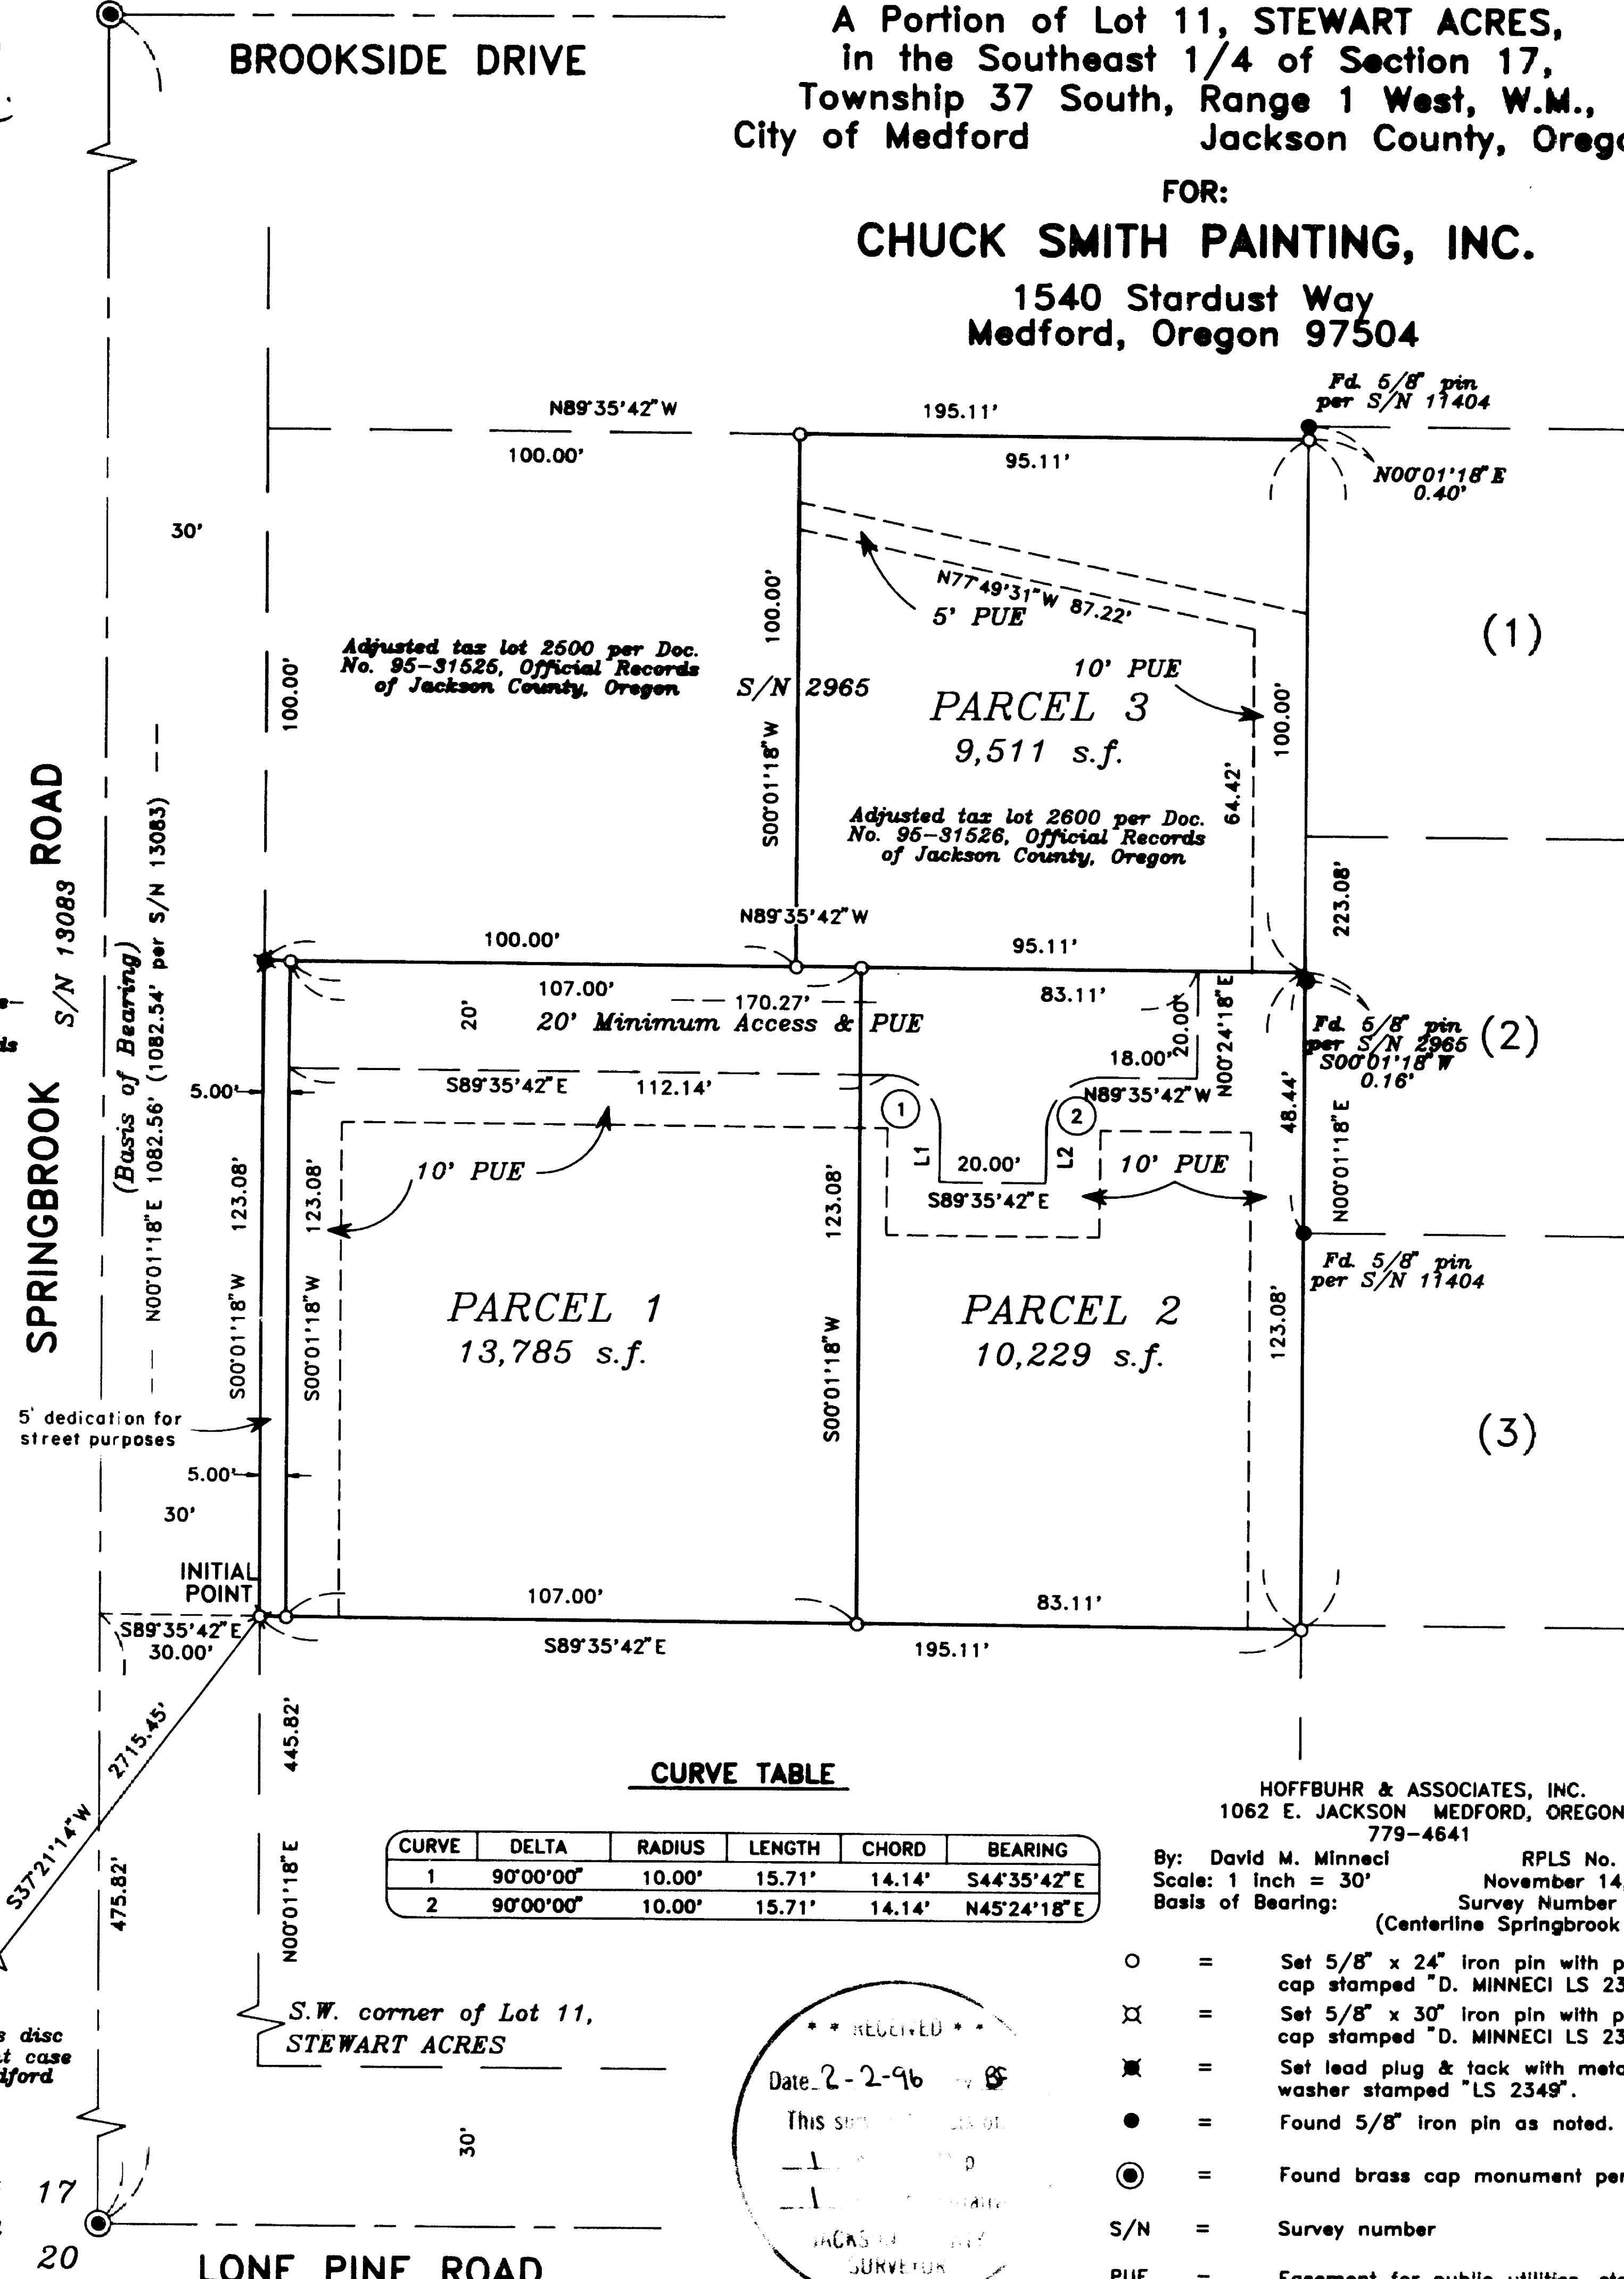 BROOKSIDE DRIVE
A Portion of Lot 11, STEWART ACRES,
in the Southeast 1/4 of Section 17,
Township 37 South, Range 1 West, W.M.,
City of Medford Jackson County,
FOR:
CHUCK SMITH PAINTING, INC.
1540 Stardust Way
Medford, Oregon 97504
Fd. 5/8" pin
per S/N 11404
N89°35'42"W
195.11'
100.00'
95.11'
N00°01'18"E
0.40'
30'
N77°49'31"W 87.22'
5' PUE
100.00'
(1)
Adjusted tax lot 2500 per Doc.
No. 95-31525, Official Records
of Jackson County, Oregon
S/N 2965
10' PUE
PARCEL 3
9,511 s.f.
100.00'
100.00'
S00°01'18"W
64.42'
Adjusted tax lot 2600 per Doc.
No. 95-31526, Official Records
of Jackson County, Oregon
223.08'
SPRINGBROOK ROAD
S/N 13083
(Basis of Bearing)
N00°01'18"E 1082.56' (1082.54' per S/N 13083)
N89°35'42"W
100.00'
95.11'
107.00'
170.27'
83.11'
20'
20' Minimum Access & PUE
20.00'
N00°24'18"E
18.00'
N89°35'42"W
Fd. 5/8" pin
per S/N 2965
S00°01'18"W
0.16'
(2)
5.00'
S89°35'42"E 112.14'
1
2
48.44'
N00°01'18"E
L1
L2
20.00'
S89°35'42"E
10' PUE
10' PUE
123.08'
123.08'
123.08'
Fd. 5/8" pin
per S/N 11404
S00°01'18"W
S00°01'18"W
S00°01'18"W
PARCEL 1
13,785 s.f.
PARCEL 2
10,229 s.f.
123.08'
5' dedication for
street purposes
(3)
5.00'
30'
INITIAL
POINT
107.00'
83.11'
S89°35'42"E
30.00'
S89°35'42"E
195.11'
2715.45'
S37°21'14"W
445.82'
N00°01'18"E
475.82'
CURVE TABLE
CURVE DELTA RADIUS LENGTH CHORD BEARING
1 90°00'00" 10.00' 15.71' 14.14' S44°35'42"E
2 90°00'00" 10.00' 15.71' 14.14' N45°24'18"E
HOFFBUHR & ASSOCIATES, INC.
1062 E. JACKSON MEDFORD, OREGON
779-4641
By: David M. Minneci RPLS No.
Scale: 1 inch = 30' November 14,
Basis of Bearing: Survey Number
(Centerline Springbrook
= Set 5/8" x 24" iron pin with
cap stamped "D. MINNECI LS
= Set 5/8" x 30" iron pin with
cap stamped "D. MINNECI LS
= Set lead plug & tack with
washer stamped "LS 2349".
= Found 5/8" iron pin as noted.
= Found brass cap monument
S/N = Survey number
PUE =
S.W. corner of Lot 11,
STEWART ACRES
disc
case
30'
17
20
LONE PINE ROAD
* * RECEIVED * *
Date 2-2-96
This
1
1
SURVEYOR